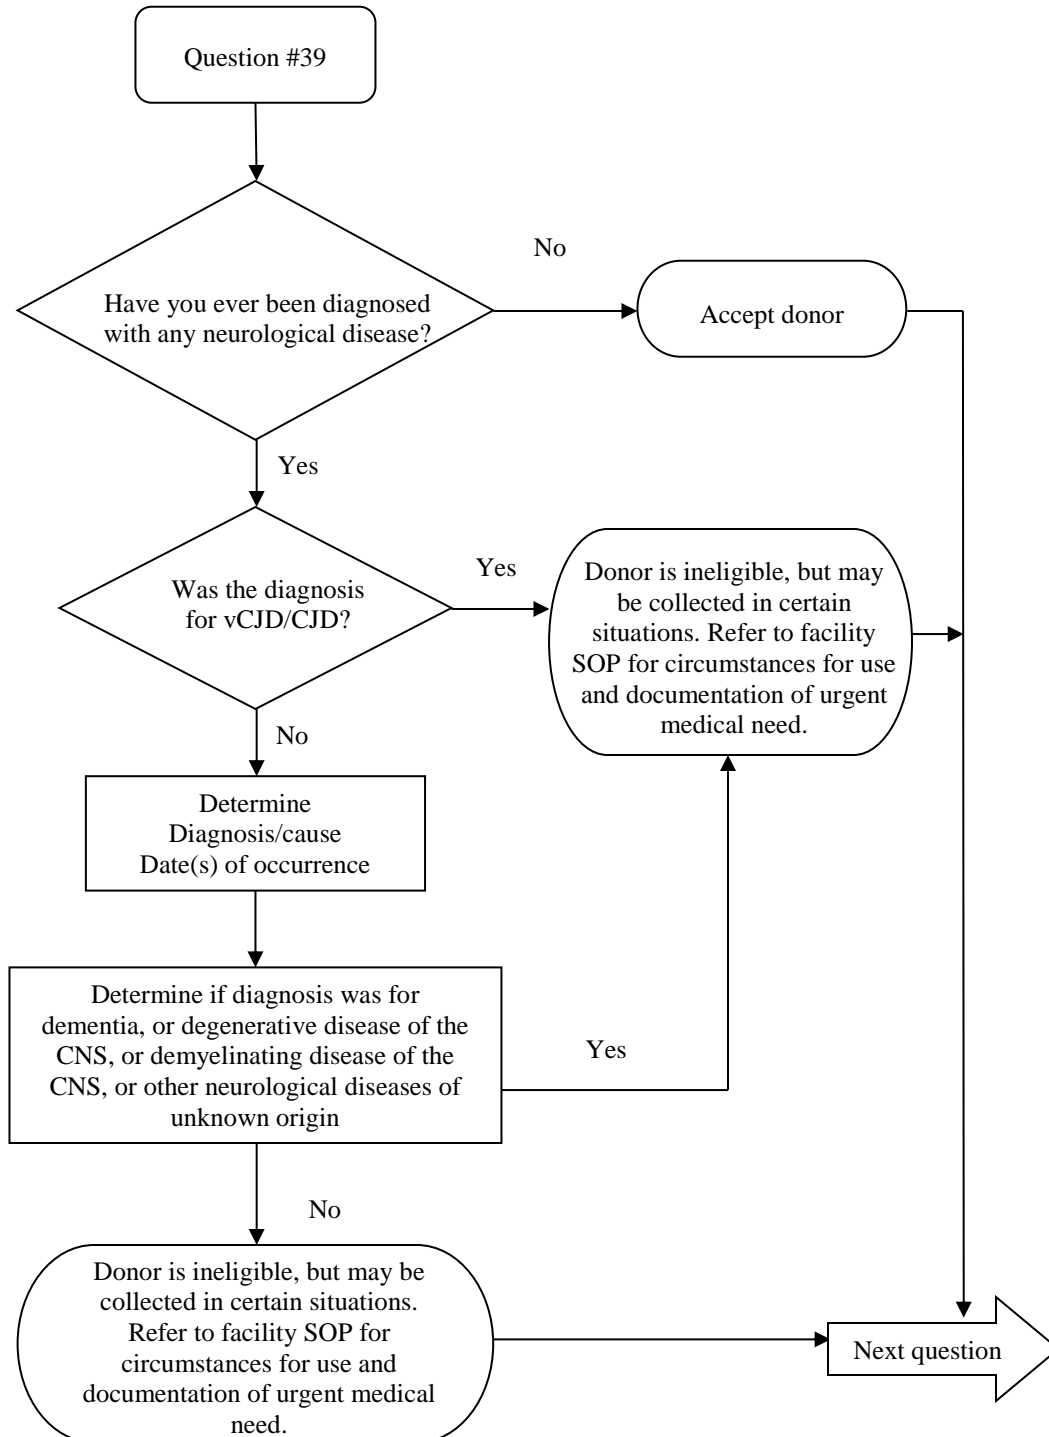 Question #39
No
Have you ever been diagnosed
with any neurological disease?
Accept donor
Yes
Was the diagnosis
for vCJD/CJD?
Yes
Donor is ineligible, but may
be collected in certain
situations. Refer to facility
SOP for circumstances for use
and documentation of urgent
medical need.
No
Determine
Diagnosis/cause
Date(s) of occurrence
Determine if diagnosis was for
dementia, or degenerative disease of the
CNS, or demyelinating disease of the
CNS, or other neurological diseases of
unknown origin
Yes
No
Donor is ineligible, but may be
collected in certain situations.
Refer to facility SOP for
circumstances for use and
documentation of urgent medical
need.
Next question